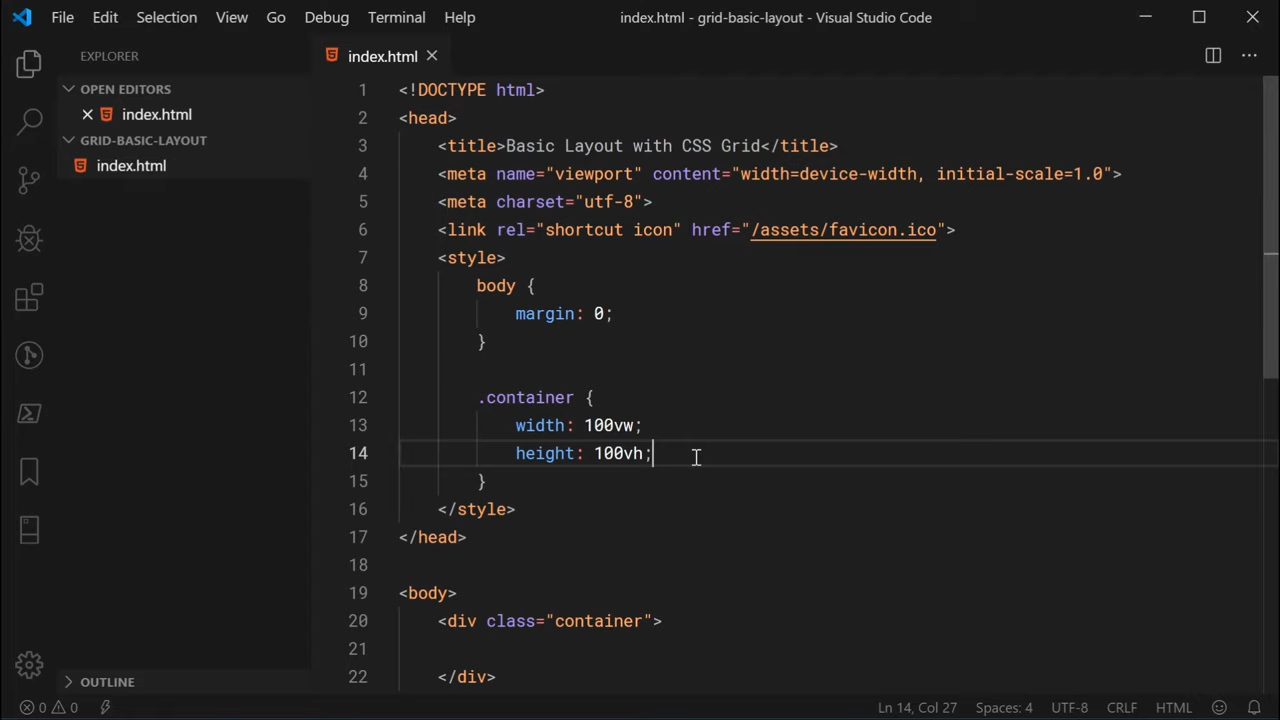 File Edit Selection View Go Debug Terminal Help
index.html - grid-basic-layout - Visual Studio Code
EXPLORER
OPEN EDITORS
index.html
GRID-BASIC-LAYOUT
index.html
OUTLINE
index.html
1 <!DOCTYPE html>
2 <head>
3 <title>Basic Layout with CSS Grid</title>
4 <meta name="viewport" content="width=device-width, initial-scale=1.0">
5 <meta charset="utf-8">
6 <link rel="shortcut icon" href="/assets/favicon.ico">
7 <style>
8 body {
9 margin: 0;
10 }
11
12 .container {
13 width: 100vw;
14 height: 100vh;
15 }
16 </style>
17 </head>
18
19 <body>
20 <div class="container">
21
22 </div>
0 0
Ln 14, Col 27 Spaces: 4 UTF-8 CRLF HTML